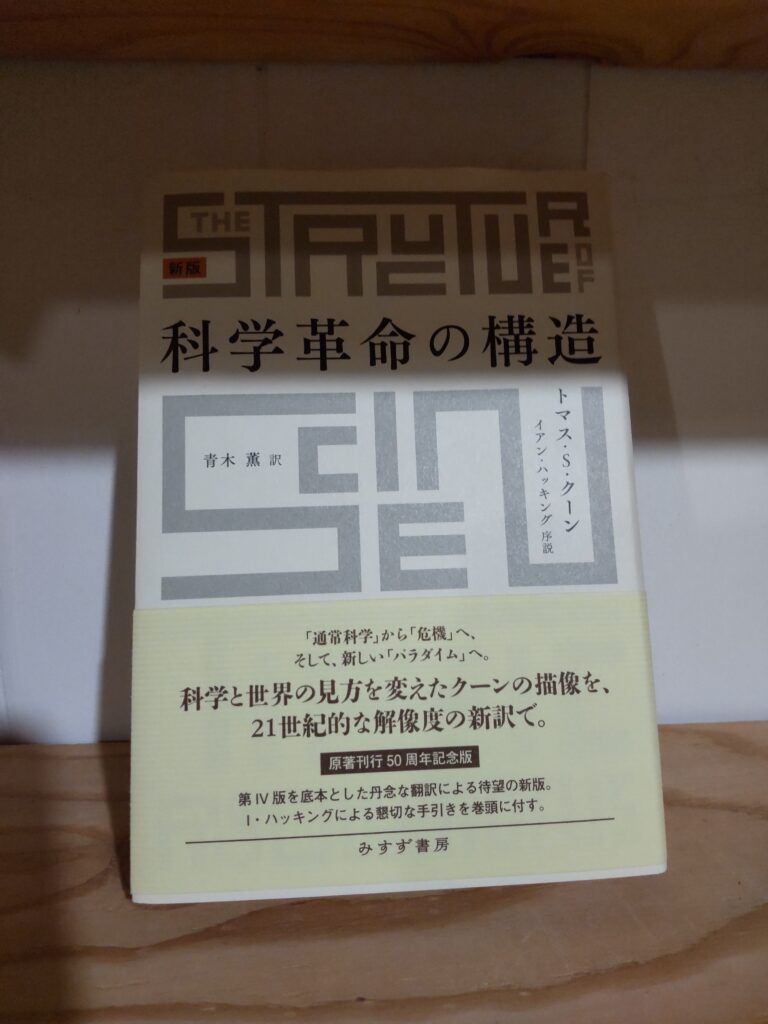 THE
STRUCTURE
OF
新版
科学革命の構造
トマス・S・クーン
イアン・ハッキング 序説
青木 薫 訳
SCIEN
「通常科学」から「危機」へ、
そして、新しい「パラダイム」へ。
科学と世界の見方を変えたクーンの描像を、
21世紀的な解像度の新訳で。
原著刊行50周年記念版
第IV版を底本とした丹念な翻訳による待望の新版。
I・ハッキングによる懇切な手引きを巻頭に付す。
みすず書房